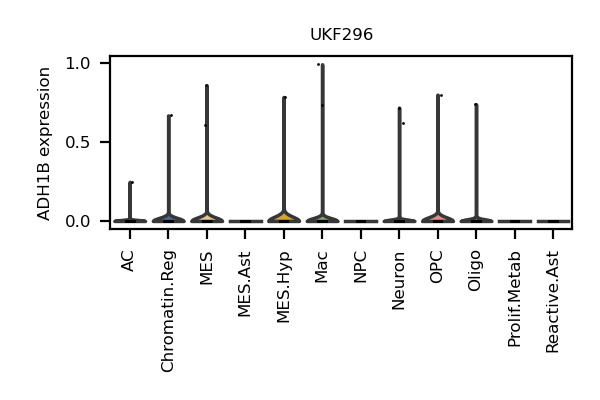 UKF296
ADH1B expression
1.0
0.5
0.0
AC
Chromatin.Reg
MES
MES.Ast
MES.Hyp
Mac
NPC
Neuron
OPC
Oligo
Prolif.Metab
Reactive.Ast